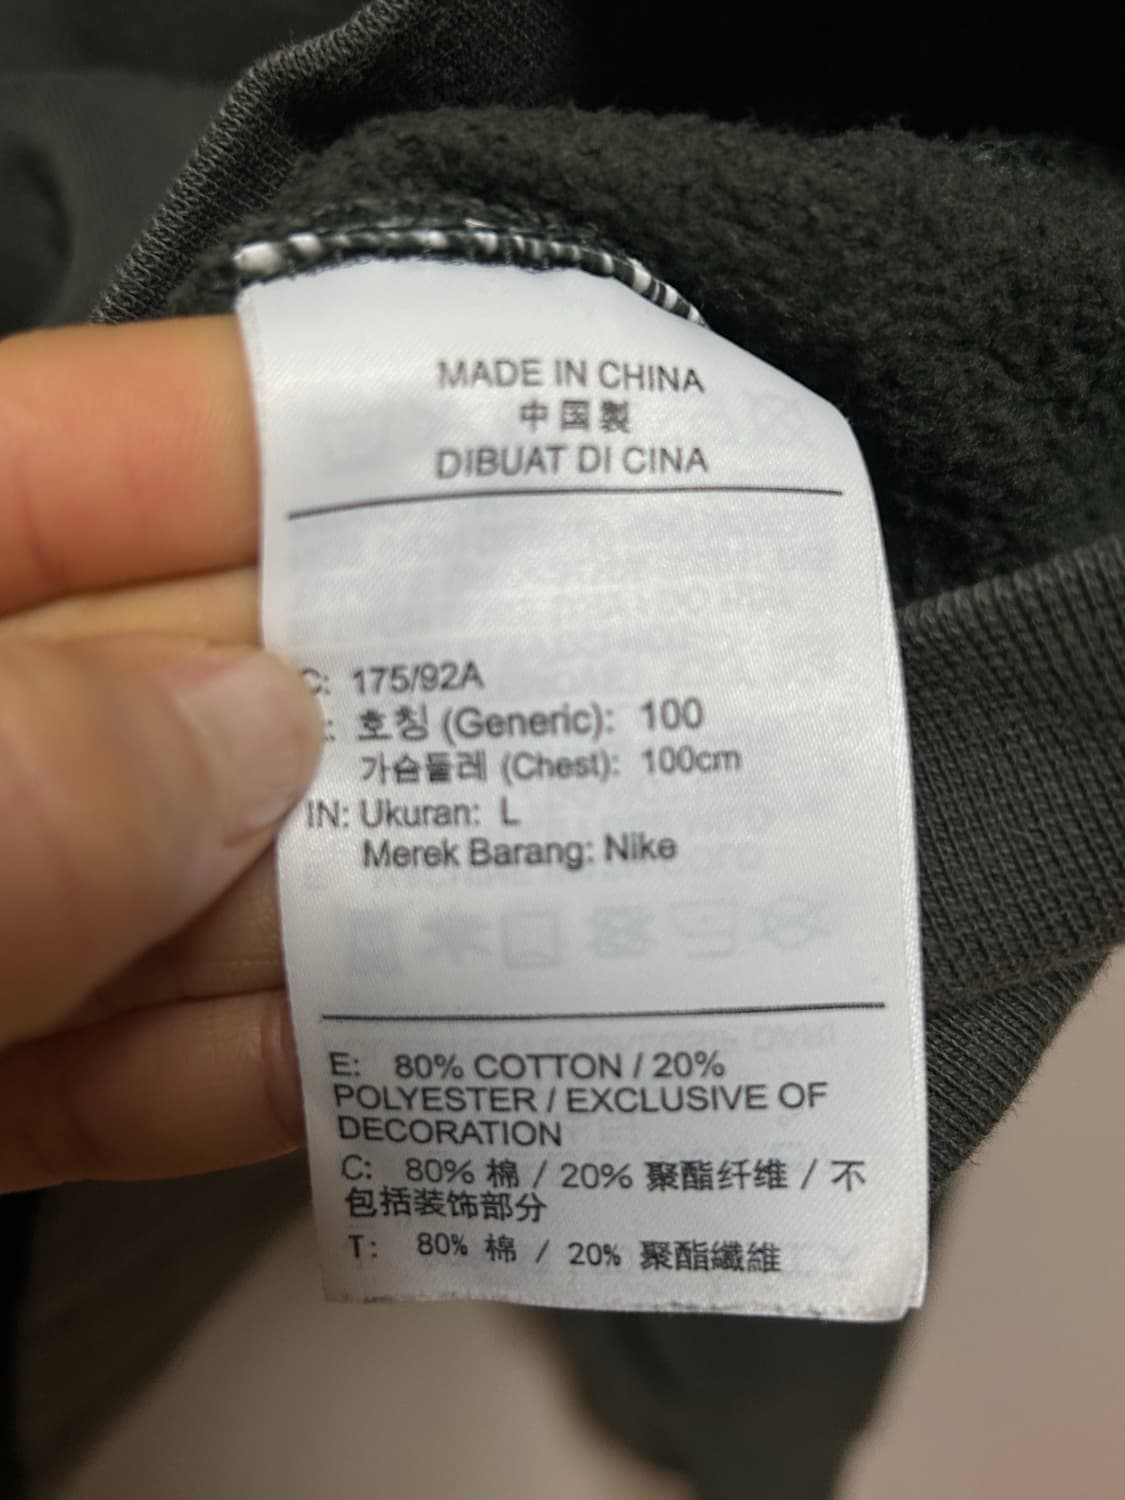 MADE IN CHINA
中国製
DIBUAT DI CINA
C: 175/92A
: 호칭 (Generic): 100
가슴둘레 (Chest): 100cm
IN: Ukuran: L
Merek Barang: Nike
E: 80% COTTON / 20%
POLYESTER / EXCLUSIVE OF
DECORATION
C: 80% 棉 / 20% 聚酯纤维 / 不
包括装饰部分
T: 80% 棉 / 20% 聚酯纖維